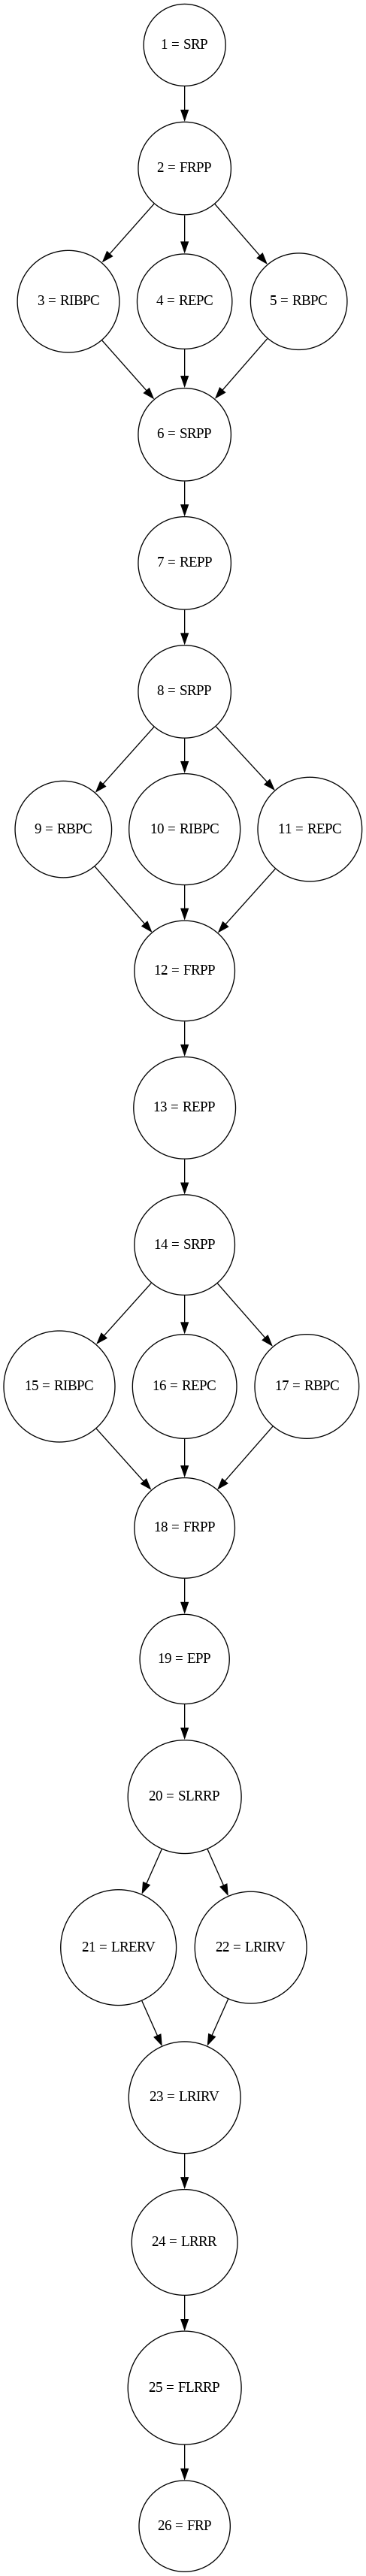 1 = SRP
2 = FRPP
3 = RIBPC
4 = REPC
5 = RBPC
6 = SRPP
7 = REPP
8 = SRPP
9 = RBPC
10 = RIBPC
11 = REPC
12 = FRPP
13 = REPP
14 = SRPP
15 = RIBPC
16 = REPC
17 = RBPC
18 = FRPP
19 = EPP
20 = SLRRP
21 = LRERV
22 = LRIRV
23 = LRIRV
24 = LRRR
25 = FLRRP
26 = FRP